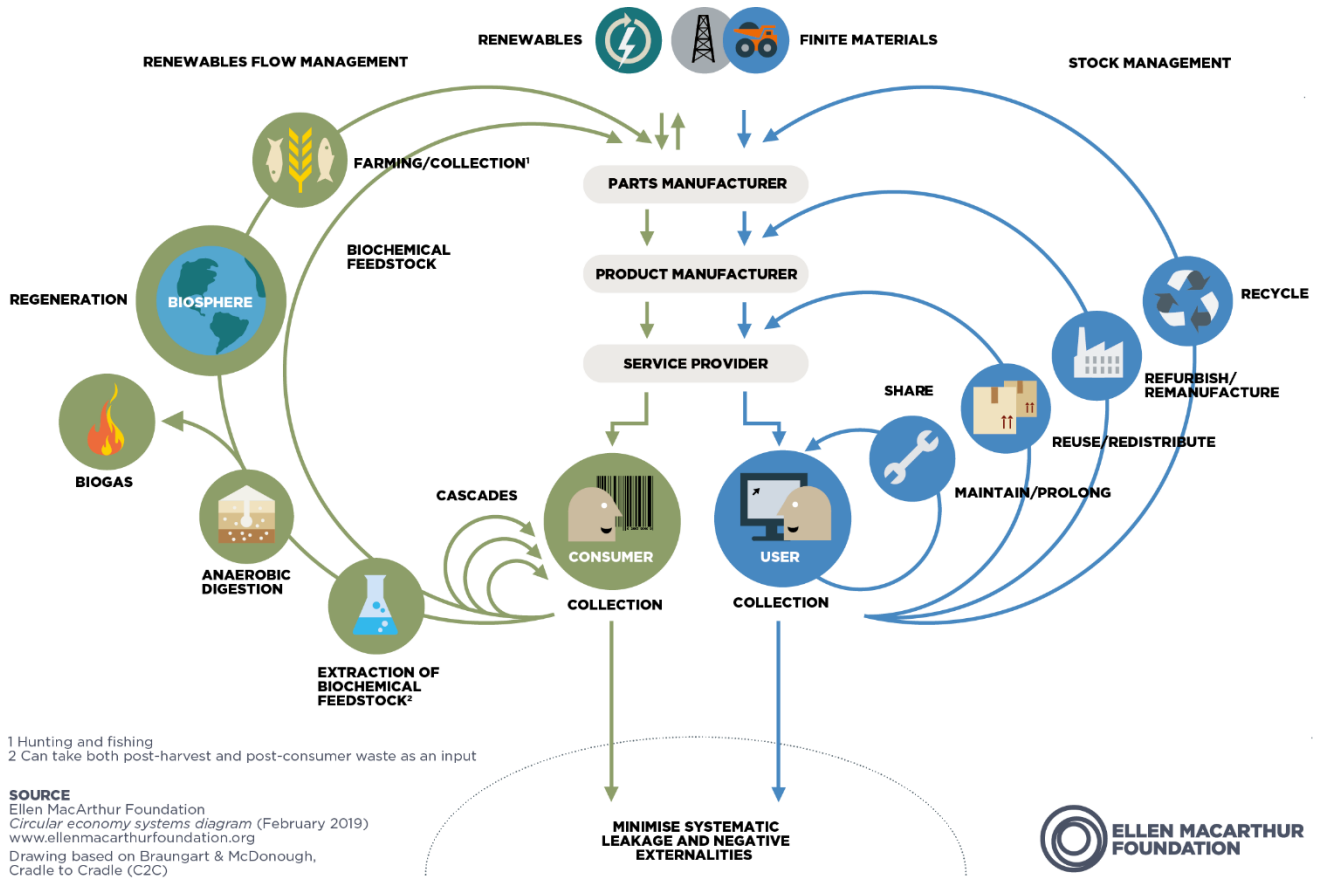 RENEWABLES
FINITE MATERIALS
RENEWABLES FLOW MANAGEMENT
STOCK MANAGEMENT
FARMING/COLLECTION¹
PARTS MANUFACTURER
BIOCHEMICAL
FEEDSTOCK
PRODUCT MANUFACTURER
REGENERATION
BIOSPHERE
RECYCLE
SERVICE PROVIDER
SHARE
REFURBISH/
REMANUFACTURE
REUSE/REDISTRIBUTE
BIOGAS
CASCADES
MAINTAIN/PROLONG
CONSUMER
USER
ANAEROBIC
DIGESTION
COLLECTION
COLLECTION
EXTRACTION OF
BIOCHEMICAL
FEEDSTOCK²
1 Hunting and fishing
2 Can take both post-harvest and post-consumer waste as an input
SOURCE
Ellen MacArthur Foundation
Circular economy systems diagram (February 2019)
www.ellenmacarthurfoundation.org
Drawing based on Braungart & McDonough,
Cradle to Cradle (C2C)
MINIMISE SYSTEMATIC
LEAKAGE AND NEGATIVE
EXTERNALITIES
ELLEN MACARTHUR
FOUNDATION